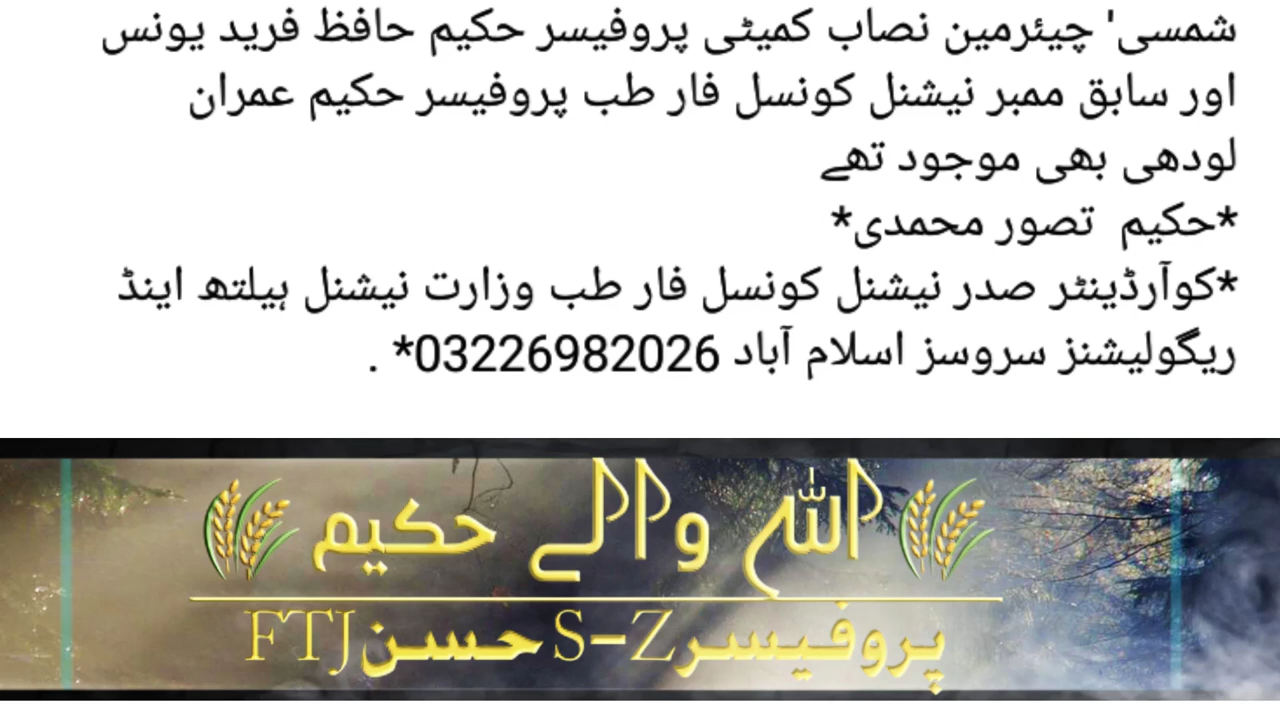 شمسی' چیئرمین نصاب کمیٹی پروفیسر حکیم حافظ فرید یونس
اور سابق ممبر نیشنل کونسل فار طب پروفیسر حکیم عمران
لودھی بھی موجود تھے
*حکیم  تصور محمدی*
*کوآرڈینٹر صدر نیشنل کونسل فار طب وزارت نیشنل ہیلتھ اینڈ
ریگولیشنز سروسز اسلام آباد 03226982026* .
اللہ والے حکیم
پروفیسر S-Z حسن FTJ